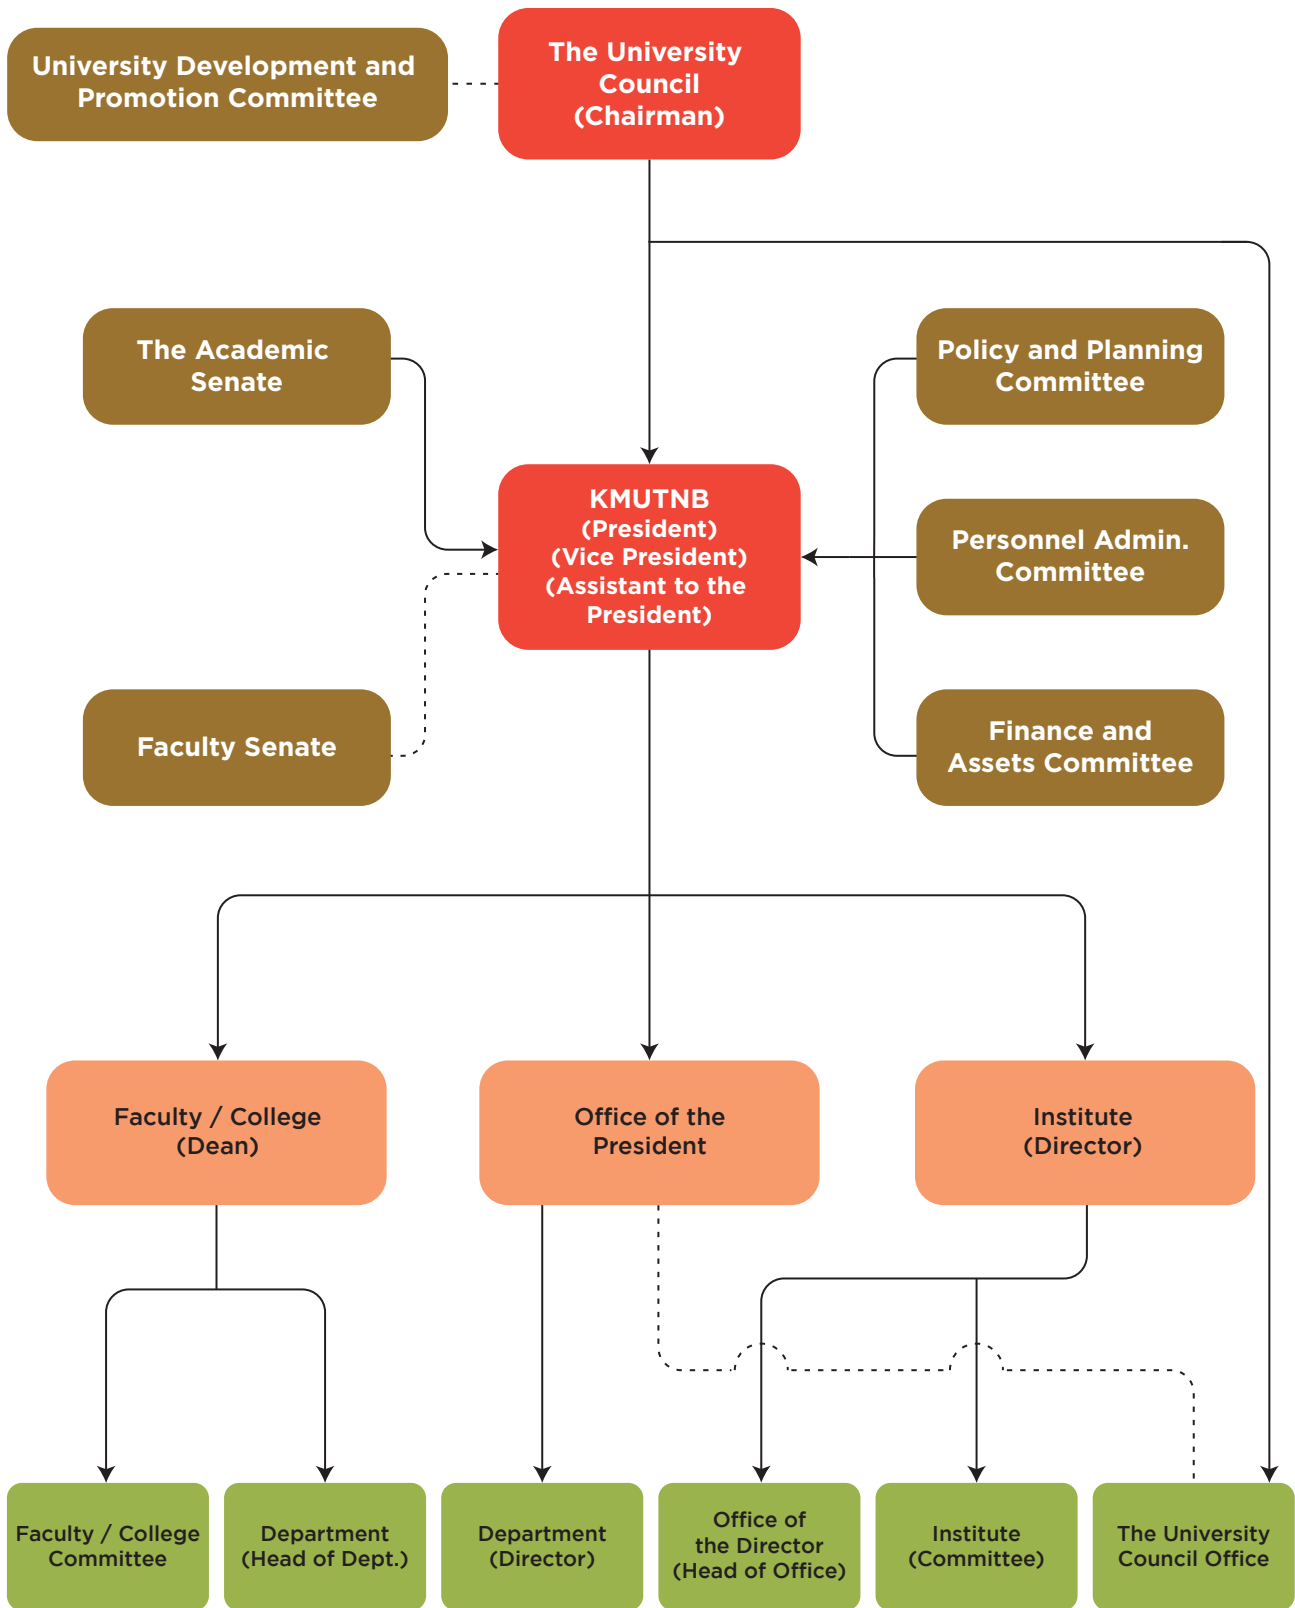 University Development and
Promotion Committee
The University
Council
(Chairman)
The Academic
Senate
Policy and Planning
Committee
KMUTNB
(President)
(Vice President)
(Assistant to the
President)
Personnel Admin.
Committee
Faculty Senate
Finance and
Assets Committee
Faculty / College
(Dean)
Office of the
President
Institute
(Director)
Faculty / College
Committee
Department
(Head of Dept.)
Department
(Director)
Office of
the Director
(Head of Office)
Institute
(Committee)
The University
Council Office